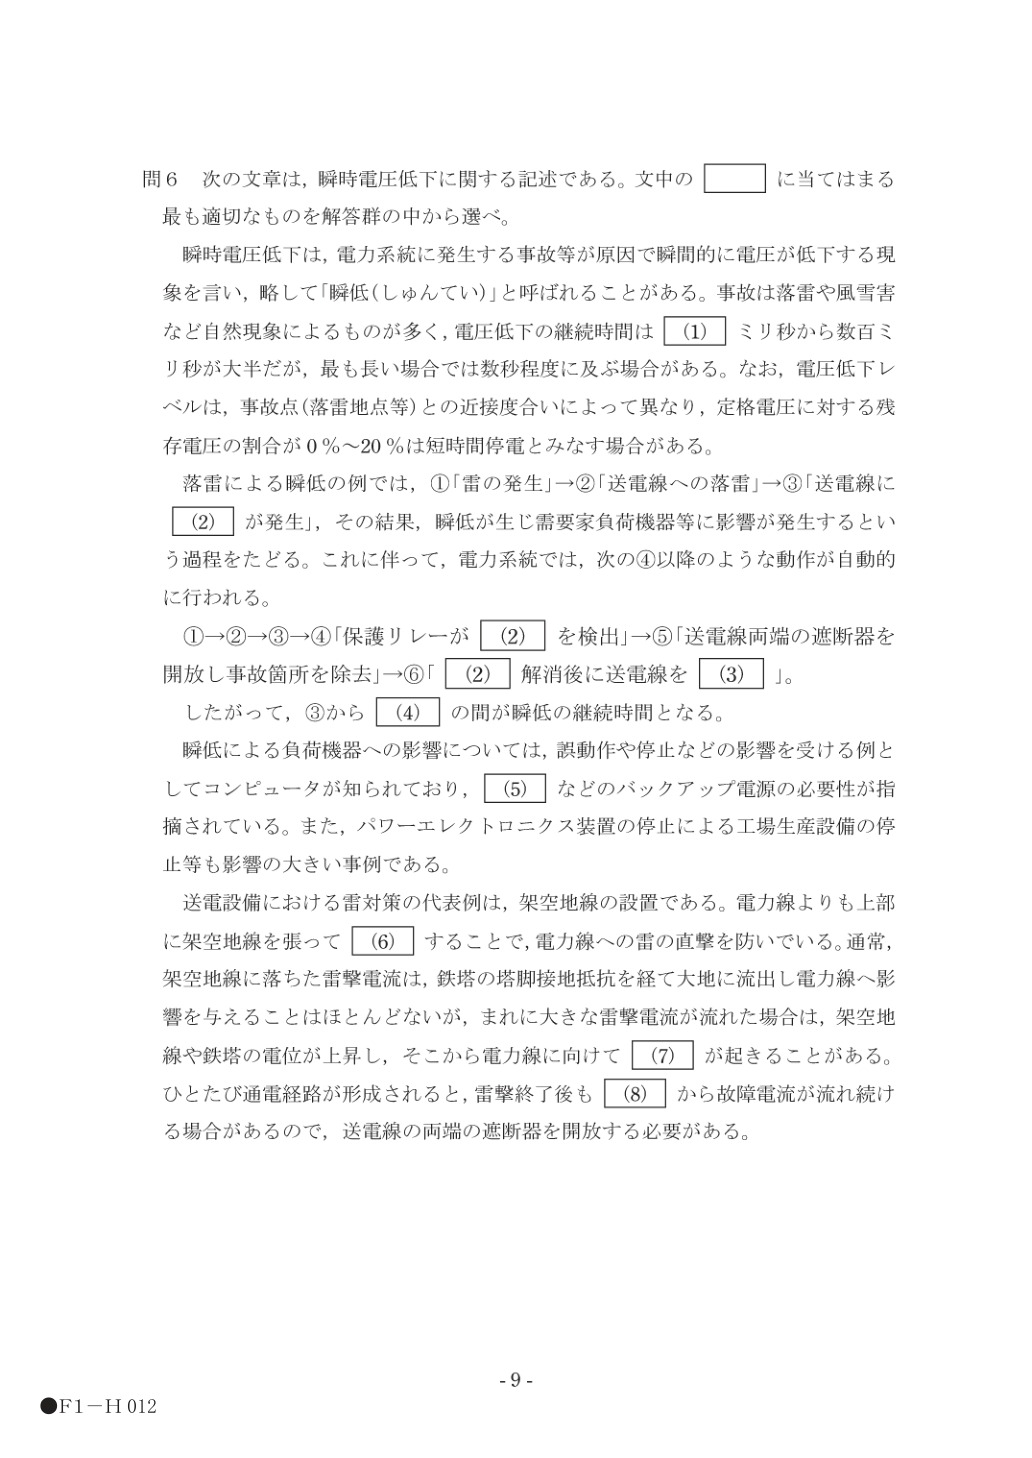 問6　次の文章は，瞬時電圧低下に関する記述である。文中の　　　に当てはまる
最も適切なものを解答群の中から選べ。
瞬時電圧低下は，電力系統に発生する事故等が原因で瞬間的に電圧が低下する現
象を言い，略して「瞬低(しゅんてい)」と呼ばれることがある。事故は落雷や風雪害
など自然現象によるものが多く，電圧低下の継続時間は (1) ミリ秒から数百ミ
リ秒が大半だが，最も長い場合では数秒程度に及ぶ場合がある。なお，電圧低下レ
ベルは，事故点(落雷地点等)との近接度合いによって異なり，定格電圧に対する残
存電圧の割合が 0 %～20 %は短時間停電とみなす場合がある。
落雷による瞬低の例では，①「雷の発生」→②「送電線への落雷」→③「送電線に
(2) が発生」，その結果，瞬低が生じ需要家負荷機器等に影響が発生するとい
う過程をたどる。これに伴って，電力系統では，次の④以降のような動作が自動的
に行われる。
①→②→③→④「保護リレーが (2) を検出」→⑤「送電線両端の遮断器を
開放し事故箇所を除去」→⑥「 (2) 解消後に送電線を (3) 」。
したがって，③から (4) の間が瞬低の継続時間となる。
瞬低による負荷機器への影響については，誤動作や停止などの影響を受ける例と
してコンピュータが知られており， (5) などのバックアップ電源の必要性が指
摘されている。また，パワーエレクトロニクス装置の停止による工場生産設備の停
止等も影響の大きい事例である。
送電設備における雷対策の代表例は，架空地線の設置である。電力線よりも上部
に架空地線を張って (6) することで，電力線への雷の直撃を防いでいる。通常，
架空地線に落ちた雷撃電流は，鉄塔の塔脚接地抵抗を経て大地に流出し電力線へ影
響を与えることはほとんどないが，まれに大きな雷撃電流が流れた場合は，架空地
線や鉄塔の電位が上昇し，そこから電力線に向けて (7) が起きることがある。
ひとたび通電経路が形成されると，雷撃終了後も (8) から故障電流が流れ続け
る場合があるので，送電線の両端の遮断器を開放する必要がある。
- 9 -
●F1－H 012